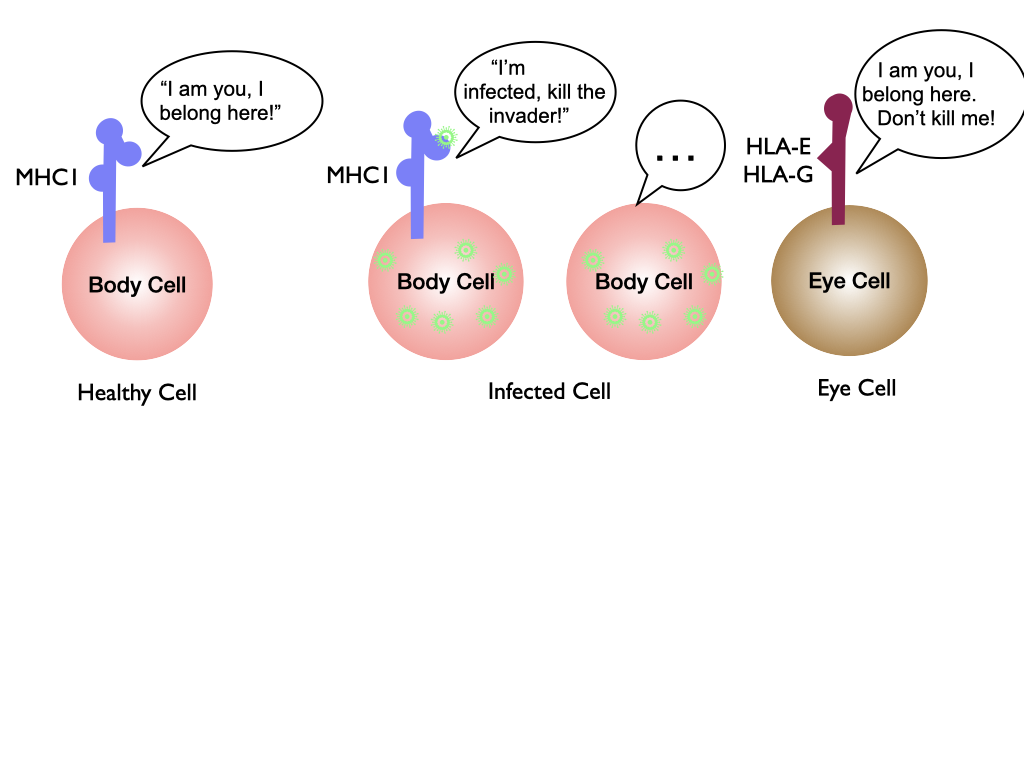 “I am you, I
belong here!”
MHC1
Body Cell
Healthy Cell
“I’m
infected, kill the
invader!”
MHC1
Body Cell
...
Body Cell
Infected Cell
I am you, I
belong here.
Don’t kill me!
HLA-E
HLA-G
Eye Cell
Eye Cell